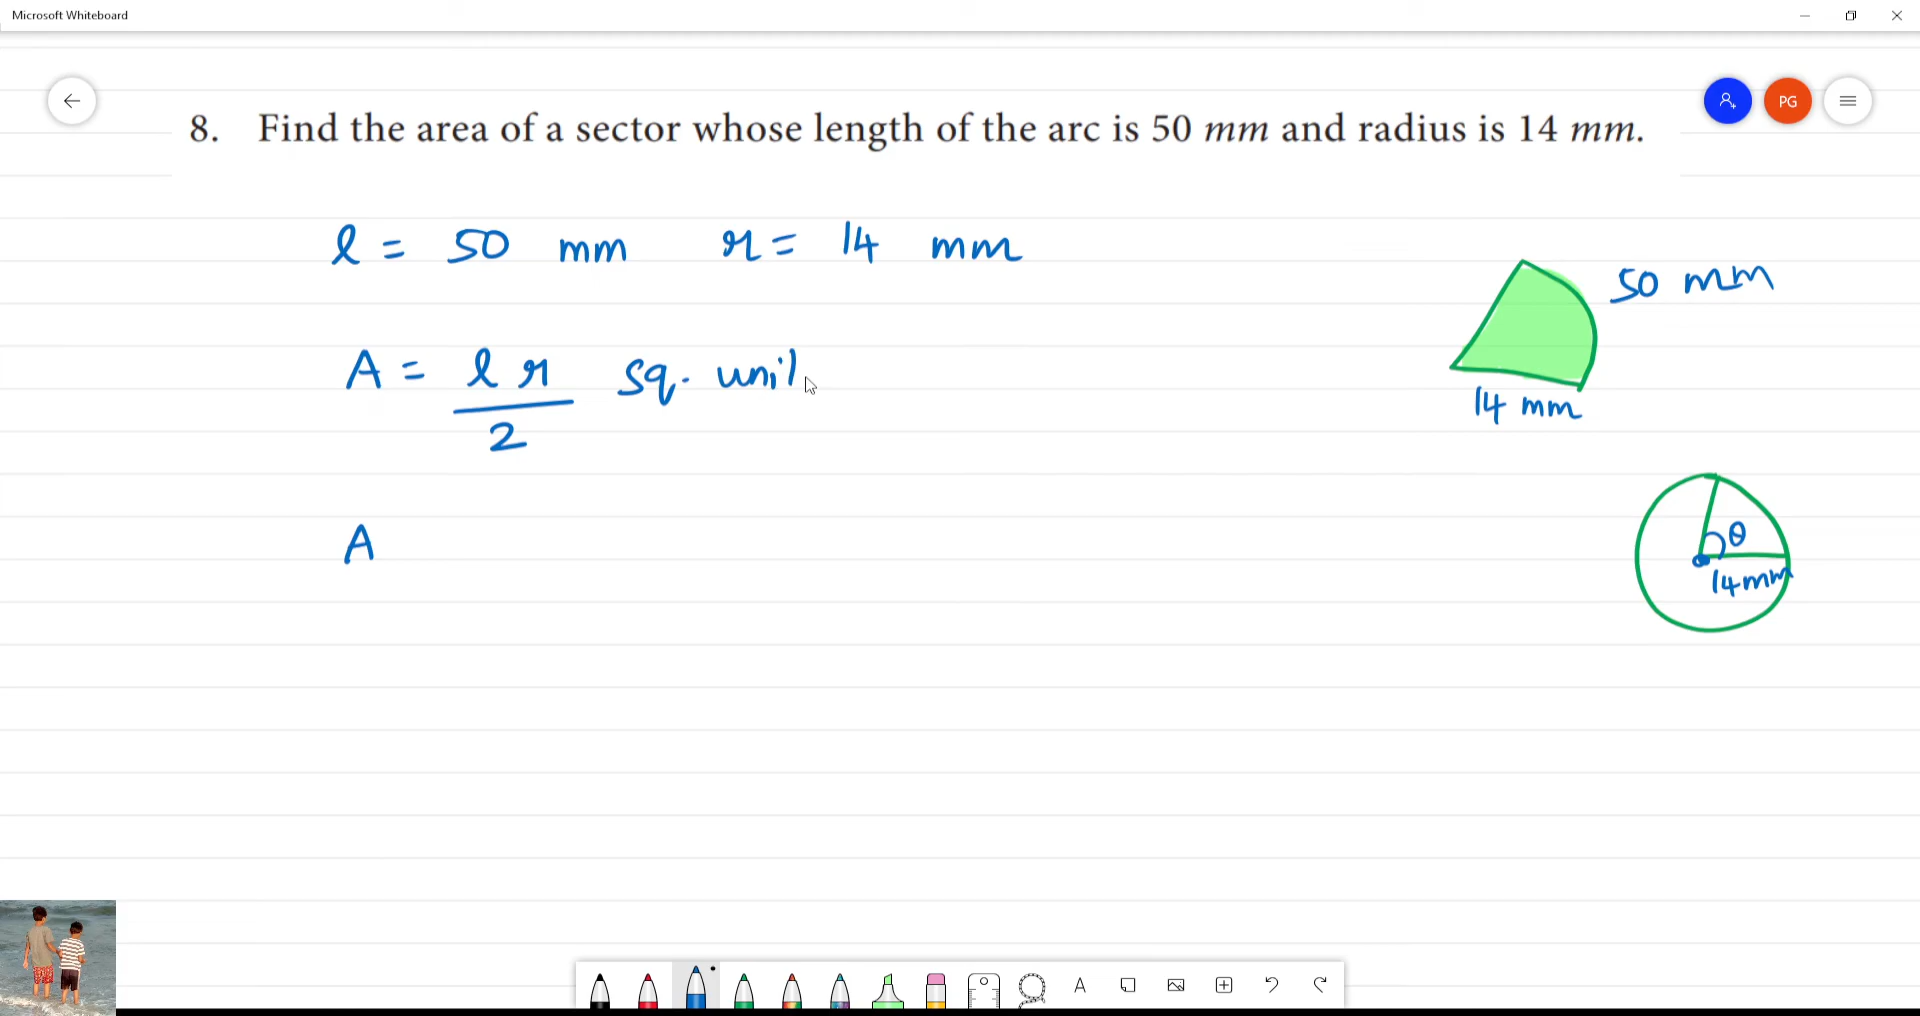 Microsoft Whiteboard
PG
8. Find the area of a sector whose length of the arc is 50 mm and radius is 14 mm.
l = 50 mm r = 14 mm
50 mm
A = l r / 2 sq. unit
14 mm
θ
14mm
A
A